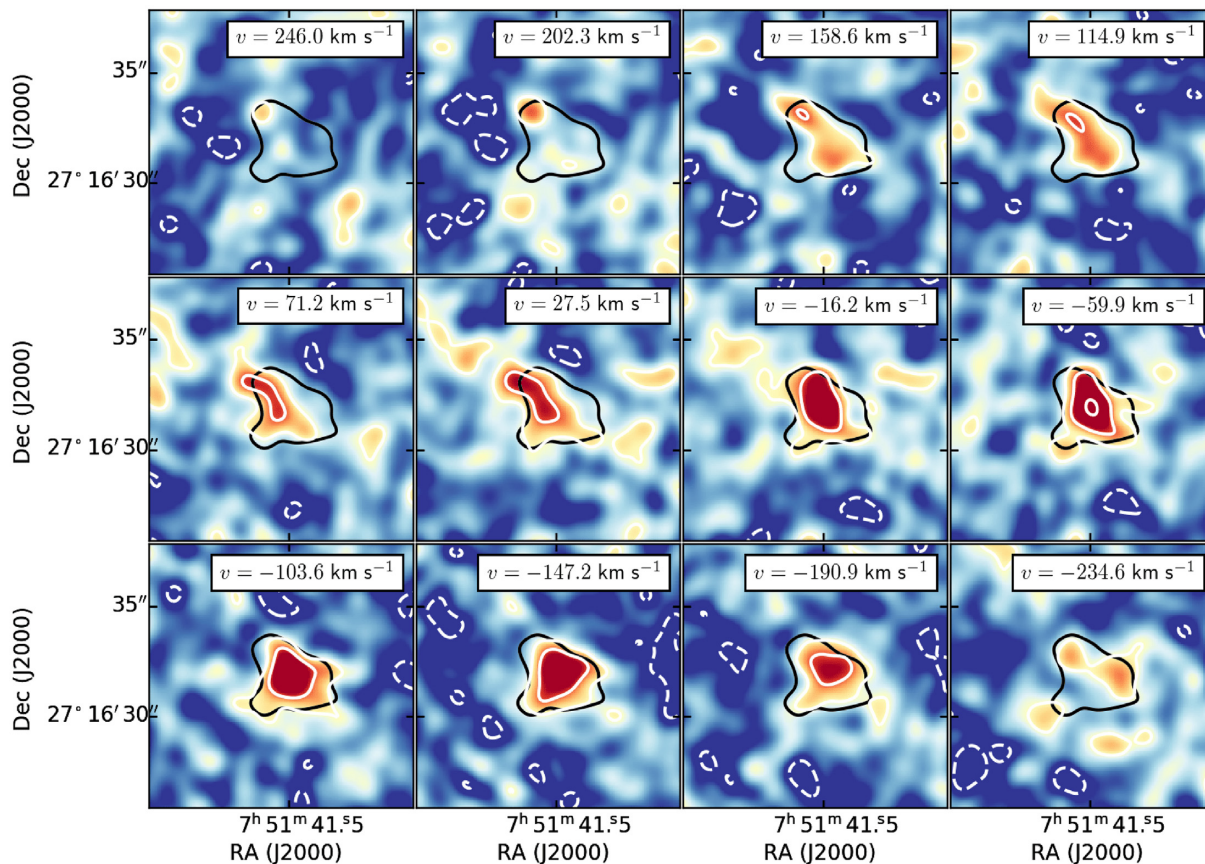 v = 246.0 km s⁻¹
v = 202.3 km s⁻¹
v = 158.6 km s⁻¹
v = 114.9 km s⁻¹
35″
Dec (J2000)
27° 16′ 30″
v = 71.2 km s⁻¹
v = 27.5 km s⁻¹
v = −16.2 km s⁻¹
v = −59.9 km s⁻¹
35″
Dec (J2000)
27° 16′ 30″
v = −103.6 km s⁻¹
v = −147.2 km s⁻¹
v = −190.9 km s⁻¹
v = −234.6 km s⁻¹
35″
Dec (J2000)
27° 16′ 30″
7ʰ 51ᵐ 41.ˢ5
7ʰ 51ᵐ 41.ˢ5
7ʰ 51ᵐ 41.ˢ5
7ʰ 51ᵐ 41.ˢ5
RA (J2000)
RA (J2000)
RA (J2000)
RA (J2000)